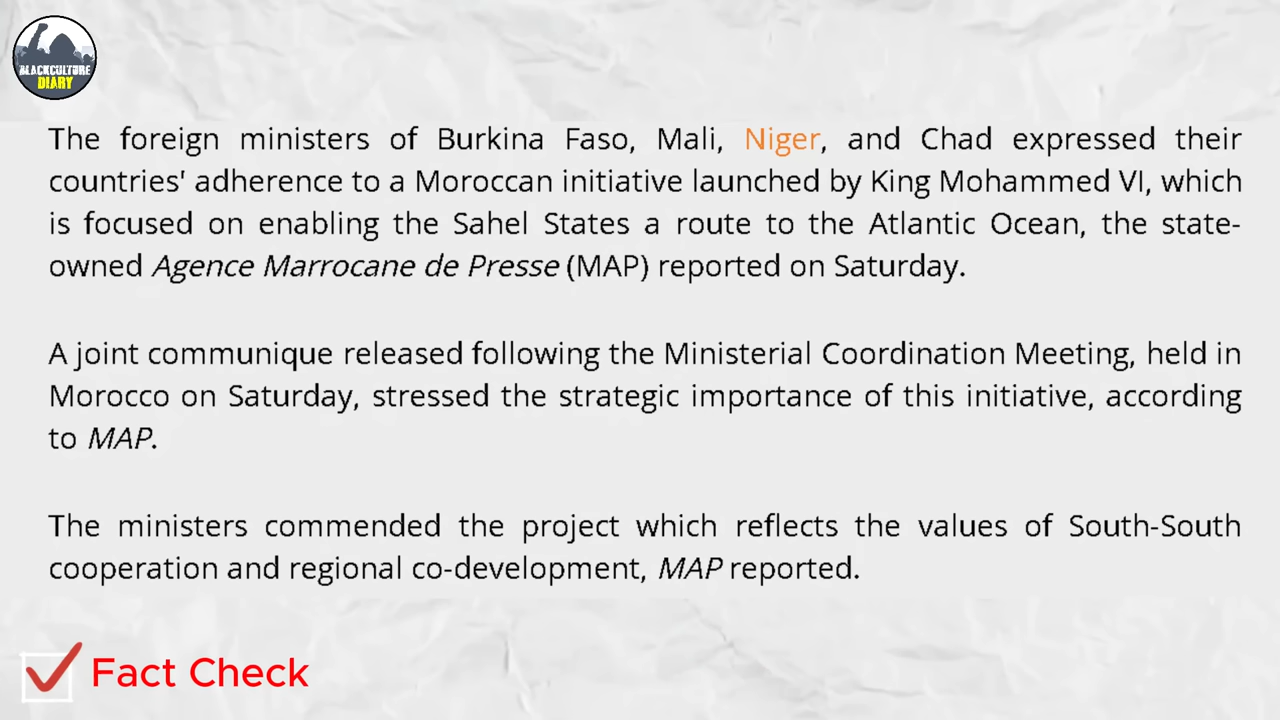 BLACKCULTURE
DIARY
The foreign ministers of Burkina Faso, Mali, Niger, and Chad expressed their
countries' adherence to a Moroccan initiative launched by King Mohammed VI, which
is focused on enabling the Sahel States a route to the Atlantic Ocean, the state-
owned Agence Marrocane de Presse (MAP) reported on Saturday.
A joint communique released following the Ministerial Coordination Meeting, held in
Morocco on Saturday, stressed the strategic importance of this initiative, according
to MAP.
The ministers commended the project which reflects the values of South-South
cooperation and regional co-development, MAP reported.
Fact Check